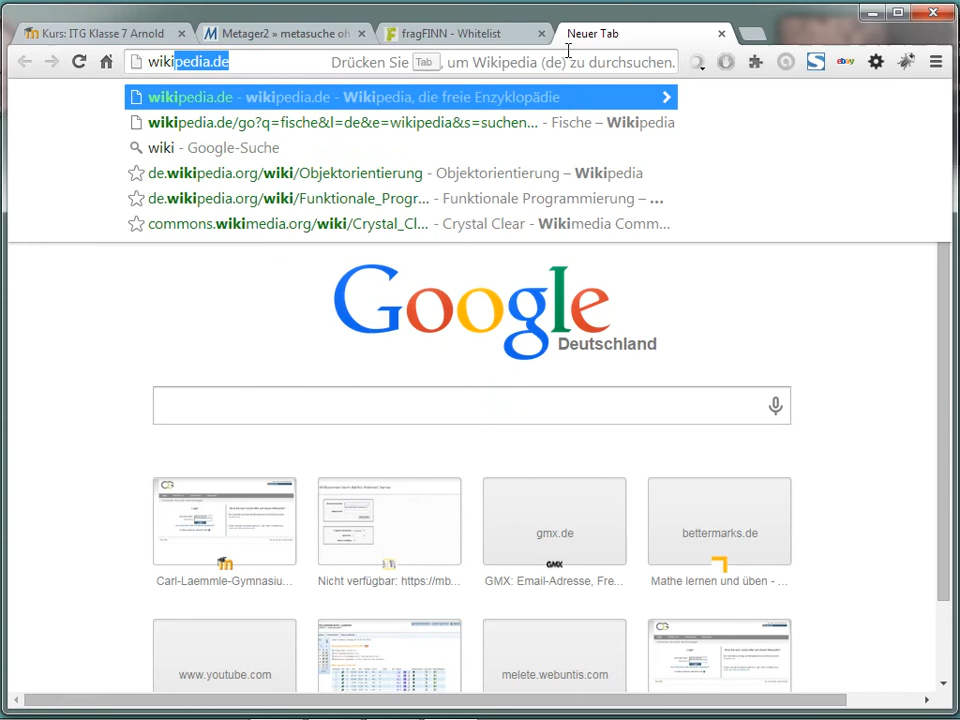 Kurs: ITG Klasse 7 Arnold
Metager2 » metasuche oh
fragFINN - Whitelist
Neuer Tab
wikipedia.de
Drücken Sie Tab , um Wikipedia (de) zu durchsuchen.
wikipedia.de - wikipedia.de - Wikipedia, die freie Enzyklopädie
wikipedia.de/go?q=fische&l=de&e=wikipedia&s=suchen... - Fische – Wikipedia
wiki - Google-Suche
de.wikipedia.org/wiki/Objektorientierung - Objektorientierung – Wikipedia
de.wikipedia.org/wiki/Funktionale_Progr... - Funktionale Programmierung – ...
commons.wikimedia.org/wiki/Crystal_Cl... - Crystal Clear - Wikimedia Comm...
Google
Deutschland
gmx.de
bettermarks.de
GMX
Carl-Laemmle-Gymnasiu...
Nicht verfügbar: https://mb...
GMX: Email-Adresse, Fre...
Mathe lernen und üben - ...
www.youtube.com
melete.webuntis.com